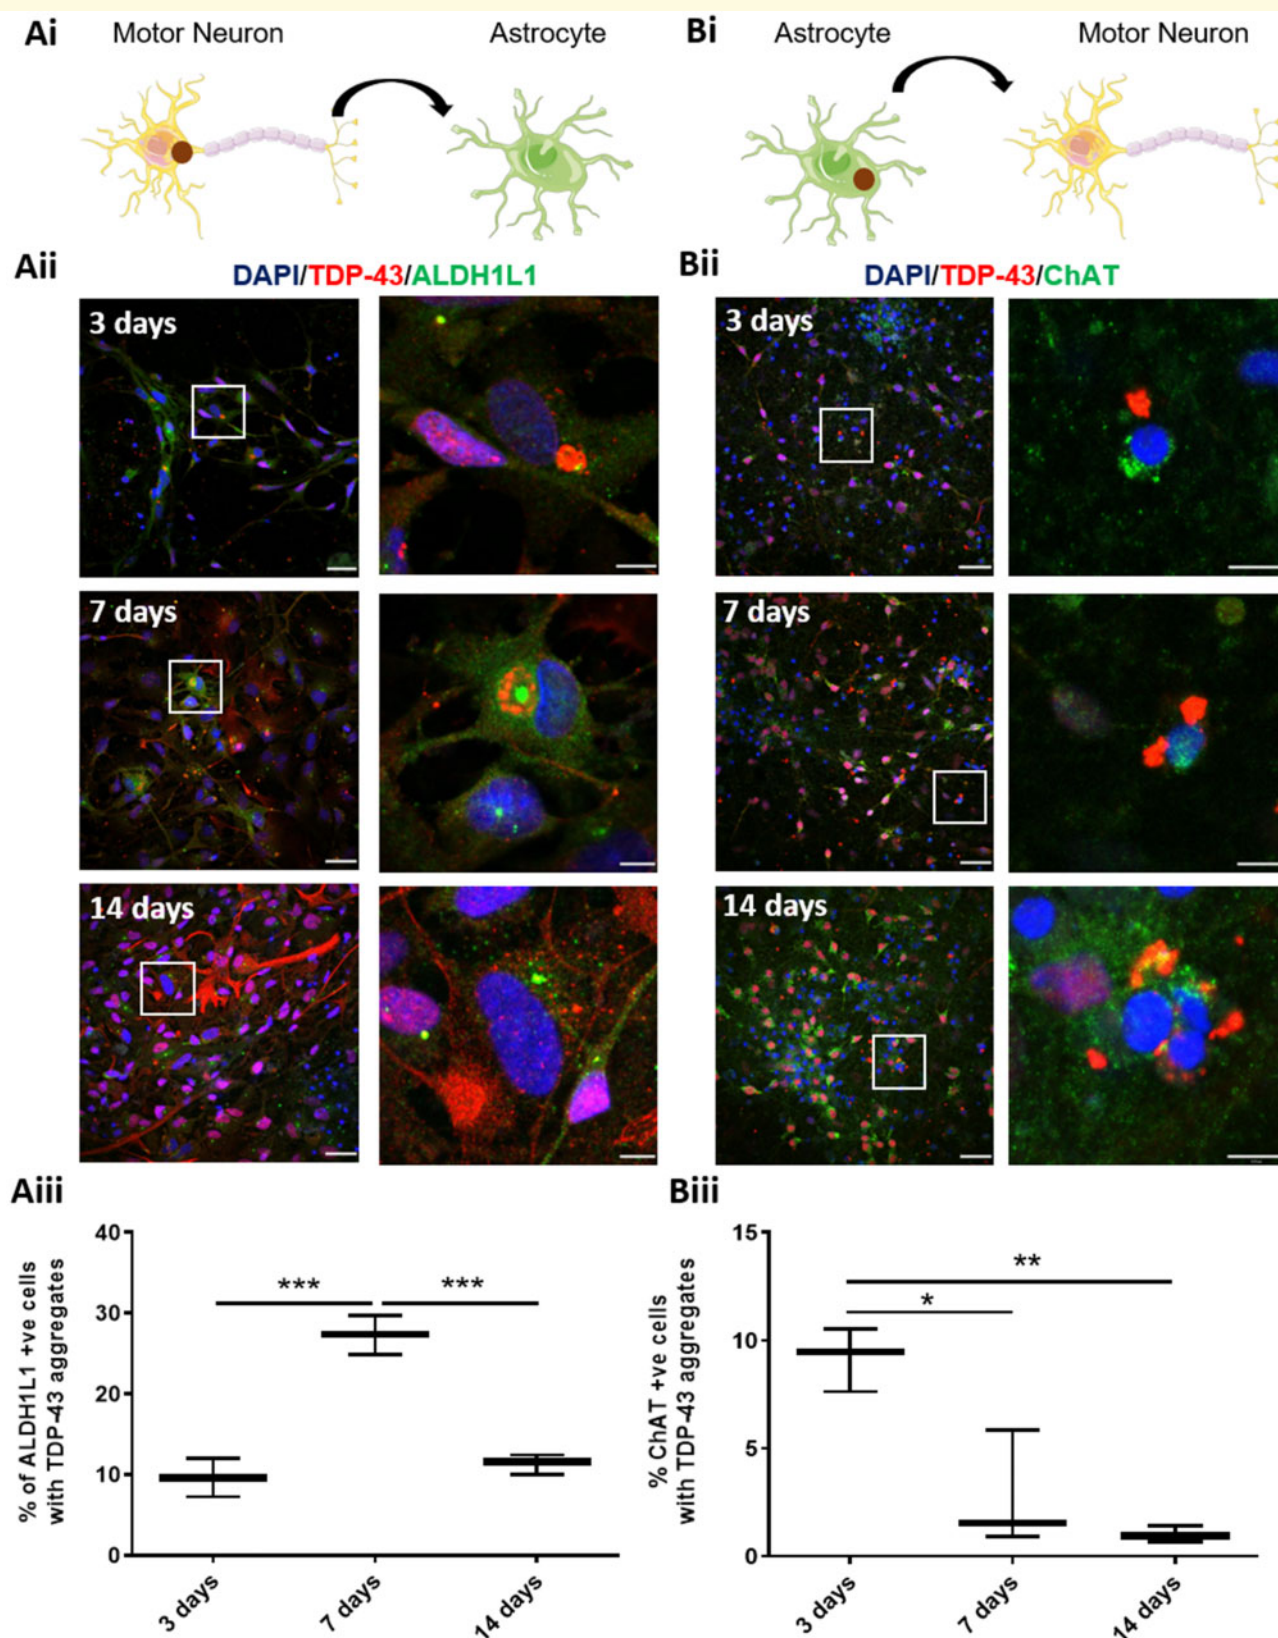 Ai
Motor Neuron
Astrocyte
Bi
Astrocyte
Motor Neuron
Aii
DAPI/TDP-43/ALDH1L1
3 days
7 days
14 days
Bii
DAPI/TDP-43/ChAT
3 days
7 days
14 days
Aiii
% of ALDH1L1 +ve cells
with TDP-43 aggregates
40
30
20
10
0
***
***
3 days
7 days
14 days
Biii
% ChAT +ve cells
with TDP-43 aggregates
15
10
5
0
**
*
3 days
7 days
14 days